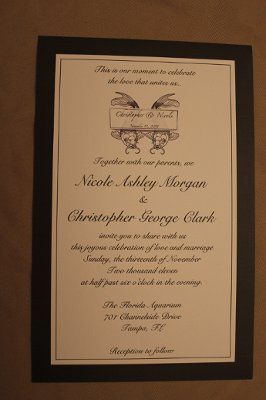 This is our moment to celebrate
the love that unites us.
Christopher & Nicole
Together with our parents, we
Nicole Ashley Morgan
&
Christopher George Clark
invite you to share with us
this joyous celebration of love and marriage
Sunday, the thirteenth of November
Two thousand eleven
at half past six o'clock in the evening.
The Florida Aquarium
701 Channelside Drive
Tampa, FL
Reception to follow